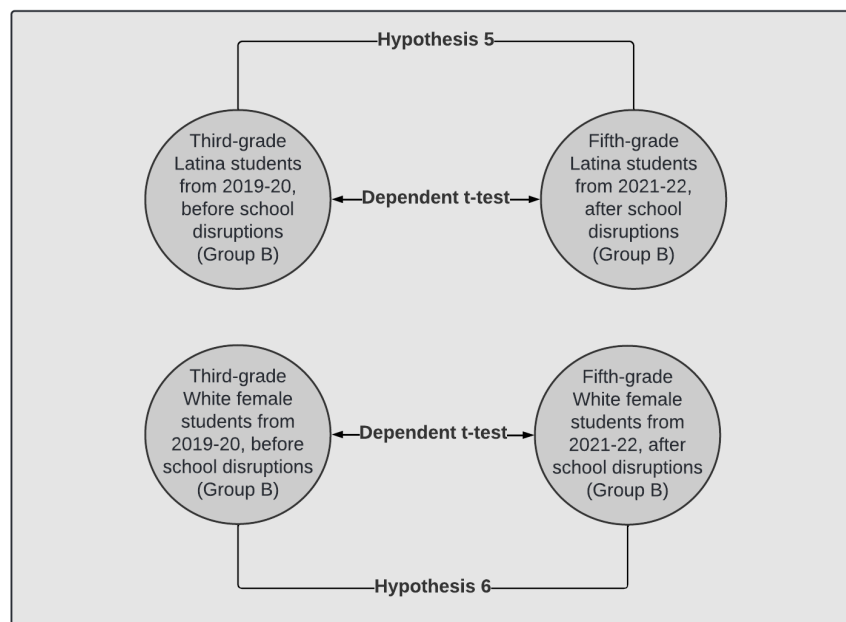 Hypothesis 5
Third-grade
Latina students
from 2019-20,
before school
disruptions
(Group B)
Dependent t-test
Fifth-grade
Latina students
from 2021-22,
after school
disruptions
(Group B)
Third-grade
White female
students from
2019-20, before
school disruptions
(Group B)
Dependent t-test
Fifth-grade
White female
students from
2021-22, after
school disruptions
(Group B)
Hypothesis 6